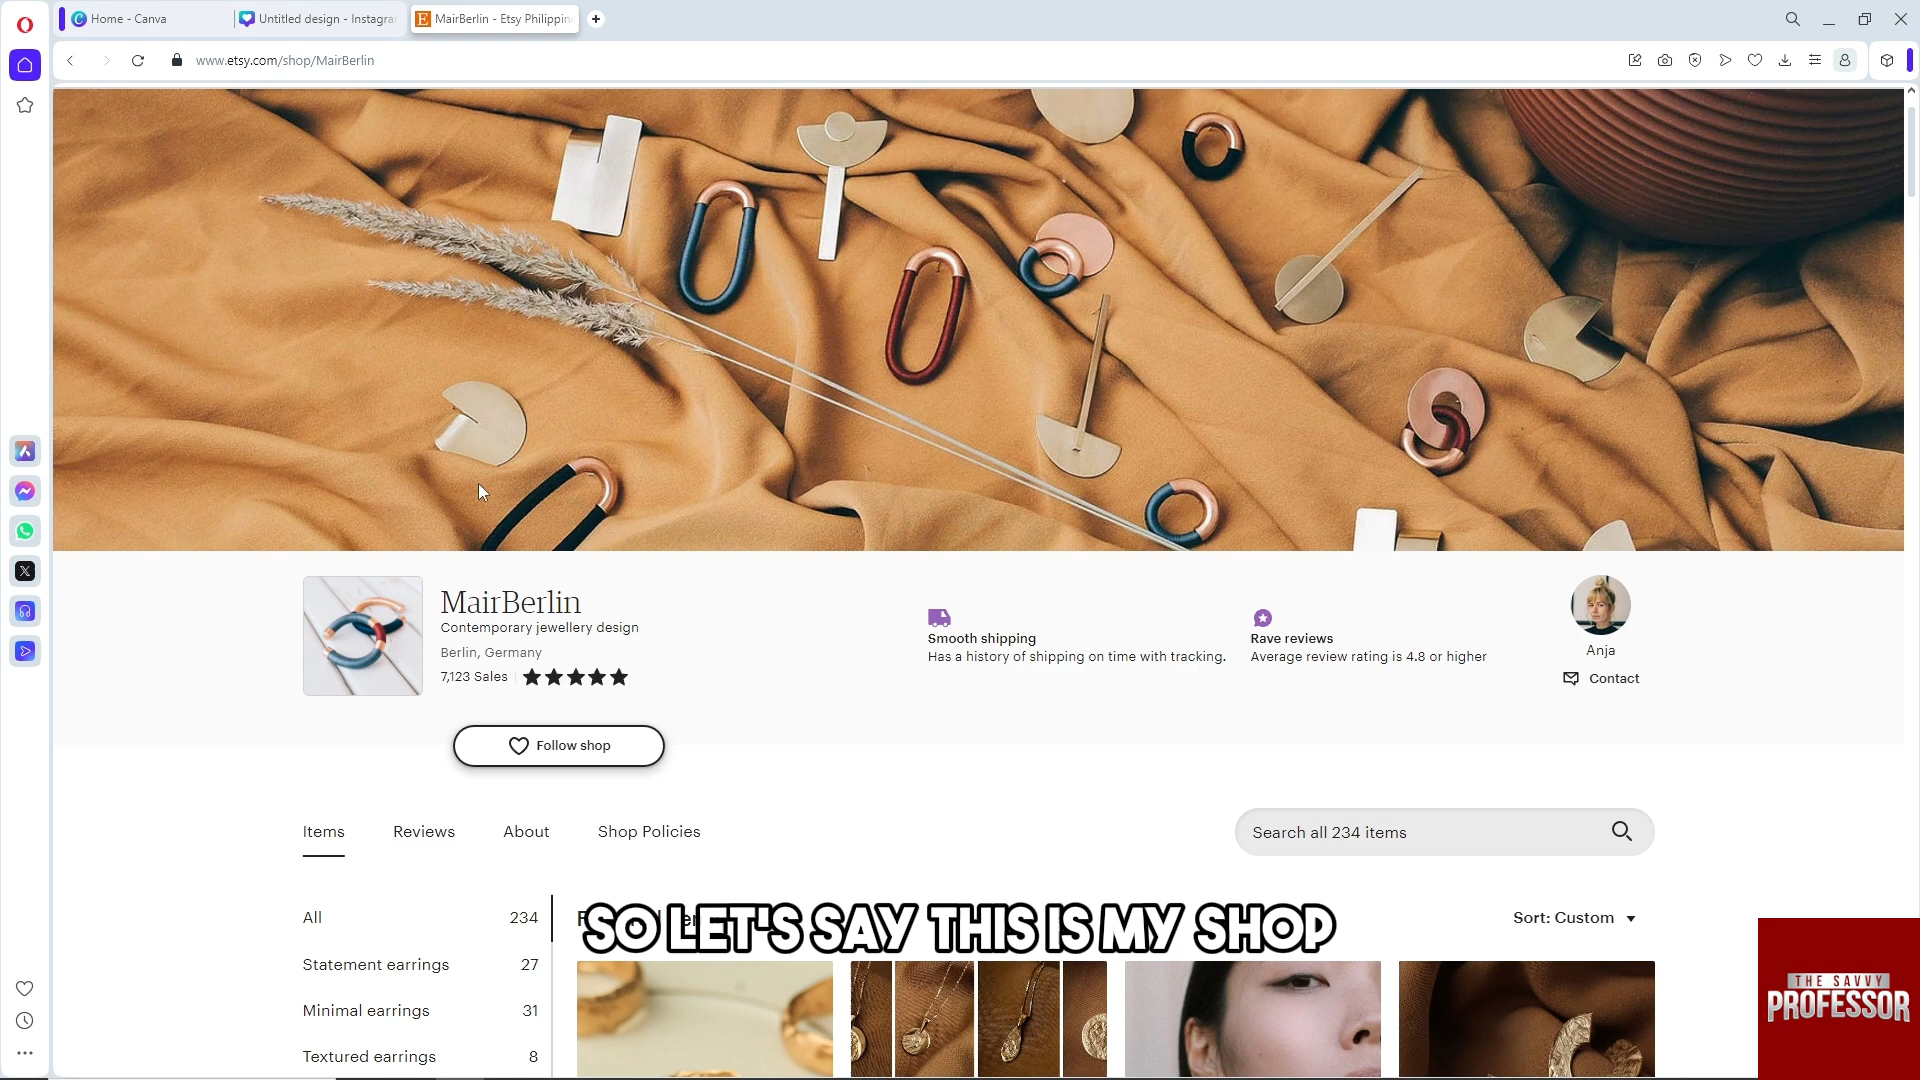 Home - Canva
Untitled design - Instagra
MairBerlin - Etsy Philippin
www.etsy.com/shop/MairBerlin
MairBerlin
Contemporary jewellery design
Berlin, Germany
7,123 Sales
Smooth shipping
Has a history of shipping on time with tracking.
Rave reviews
Average review rating is 4.8 or higher
Anja
Contact
Follow shop
Items
Reviews
About
Shop Policies
Search all 234 items
All 234
Sort: Custom
SO LET'S SAY THIS IS MY SHOP
Statement earrings 27
Minimal earrings 31
Textured earrings 8
THE SAVVY
PROFESSOR